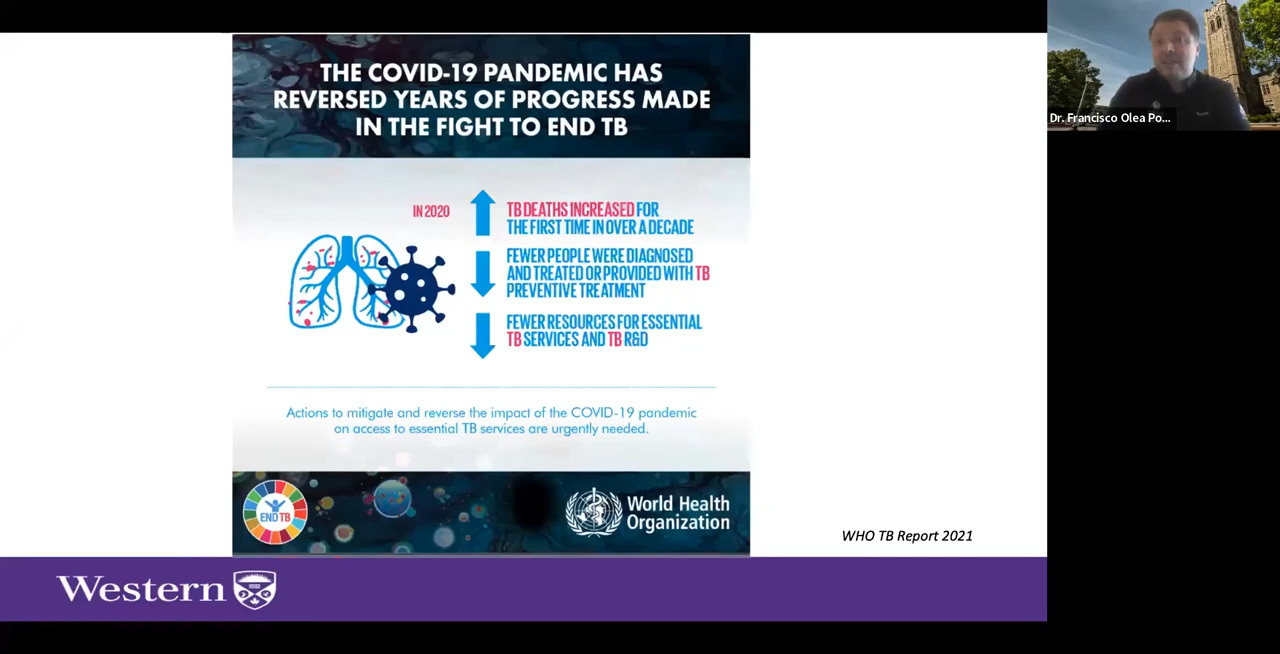 THE COVID-19 PANDEMIC HAS
REVERSED YEARS OF PROGRESS MADE
IN THE FIGHT TO END TB
IN 2020
TB DEATHS INCREASED FOR
THE FIRST TIME IN OVER A DECADE
FEWER PEOPLE WERE DIAGNOSED
AND TREATED OR PROVIDED WITH TB
PREVENTIVE TREATMENT
FEWER RESOURCES FOR ESSENTIAL
TB SERVICES AND TB R&D
Actions to mitigate and reverse the impact of the COVID-19 pandemic
on access to essential TB services are urgently needed.
END TB
World Health
Organization
WHO TB Report 2021
Western
Dr. Francisco Olea Po...